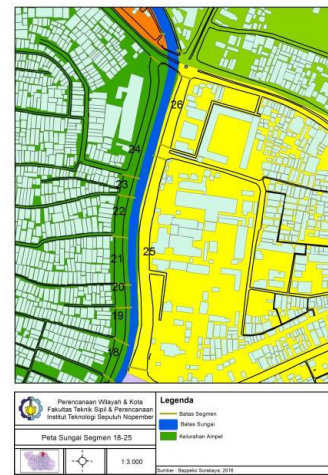 26
24
23
22
25
21
20
19
18
Perencanaan Wilayah & Kota
Fakultas Teknik Sipil & Perencanaan
Institut Teknologi Sepuluh Nopember
Peta Sungai Segmen 18-25
1:3.000
Legenda
Batas Segmen
Batas Sungai
Kelurahan Ampel
Sumber : Bappeko Surabaya, 2016